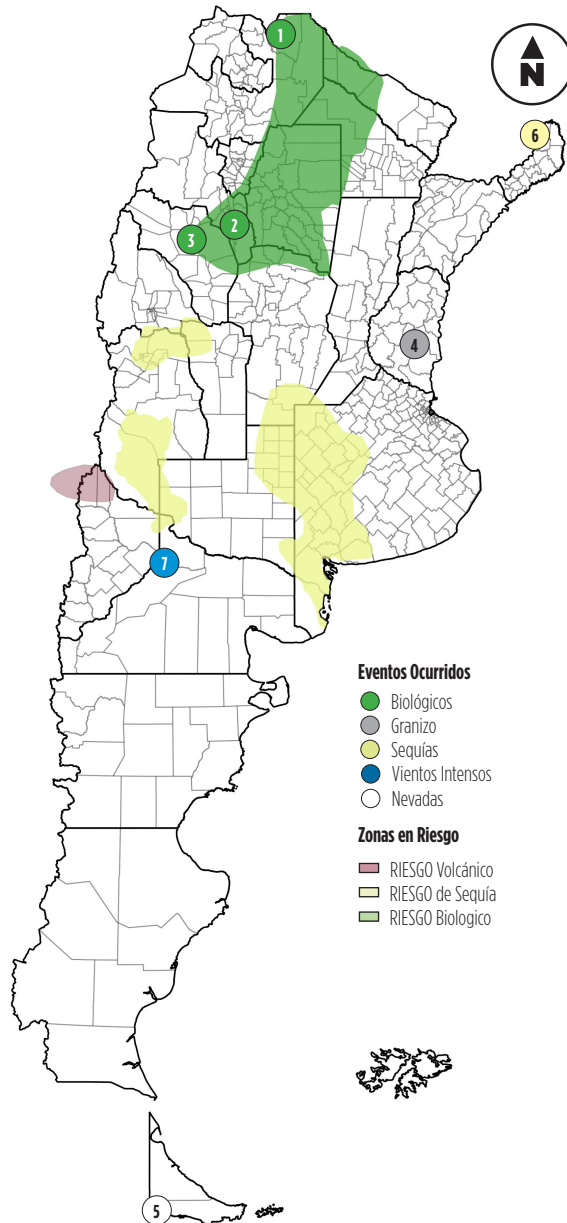 1
N
6
2
3
4
7
Eventos Ocurridos
Biológicos
Granizo
Sequías
Vientos Intensos
Nevadas
Zonas en Riesgo
RIESGO Volcánico
RIESGO de Sequía
RIESGO Biologico
5